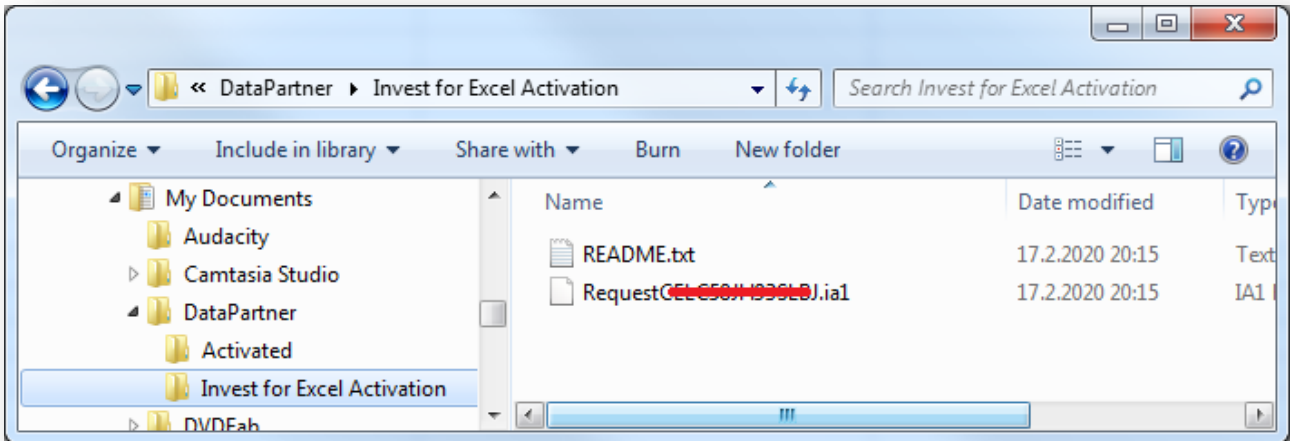 « DataPartner ▸ Invest for Excel Activation
Search Invest for Excel Activation
Organize
Include in library
Share with
Burn
New folder
My Documents
Audacity
Camtasia Studio
DataPartner
Activated
Invest for Excel Activation
DVDFab
Name
Date modified
README.txt
17.2.2020 20:15
Text
.ia1
17.2.2020 20:15
IA1